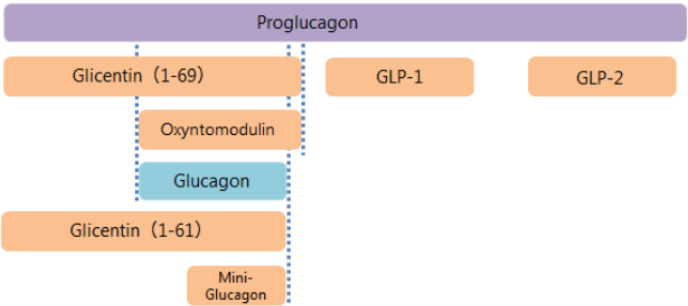 Proglucagon
Glicentin（1-69） GLP-1 GLP-2
Oxyntomodulin
Glucagon
Glicentin（1-61）
Mini-
Glucagon